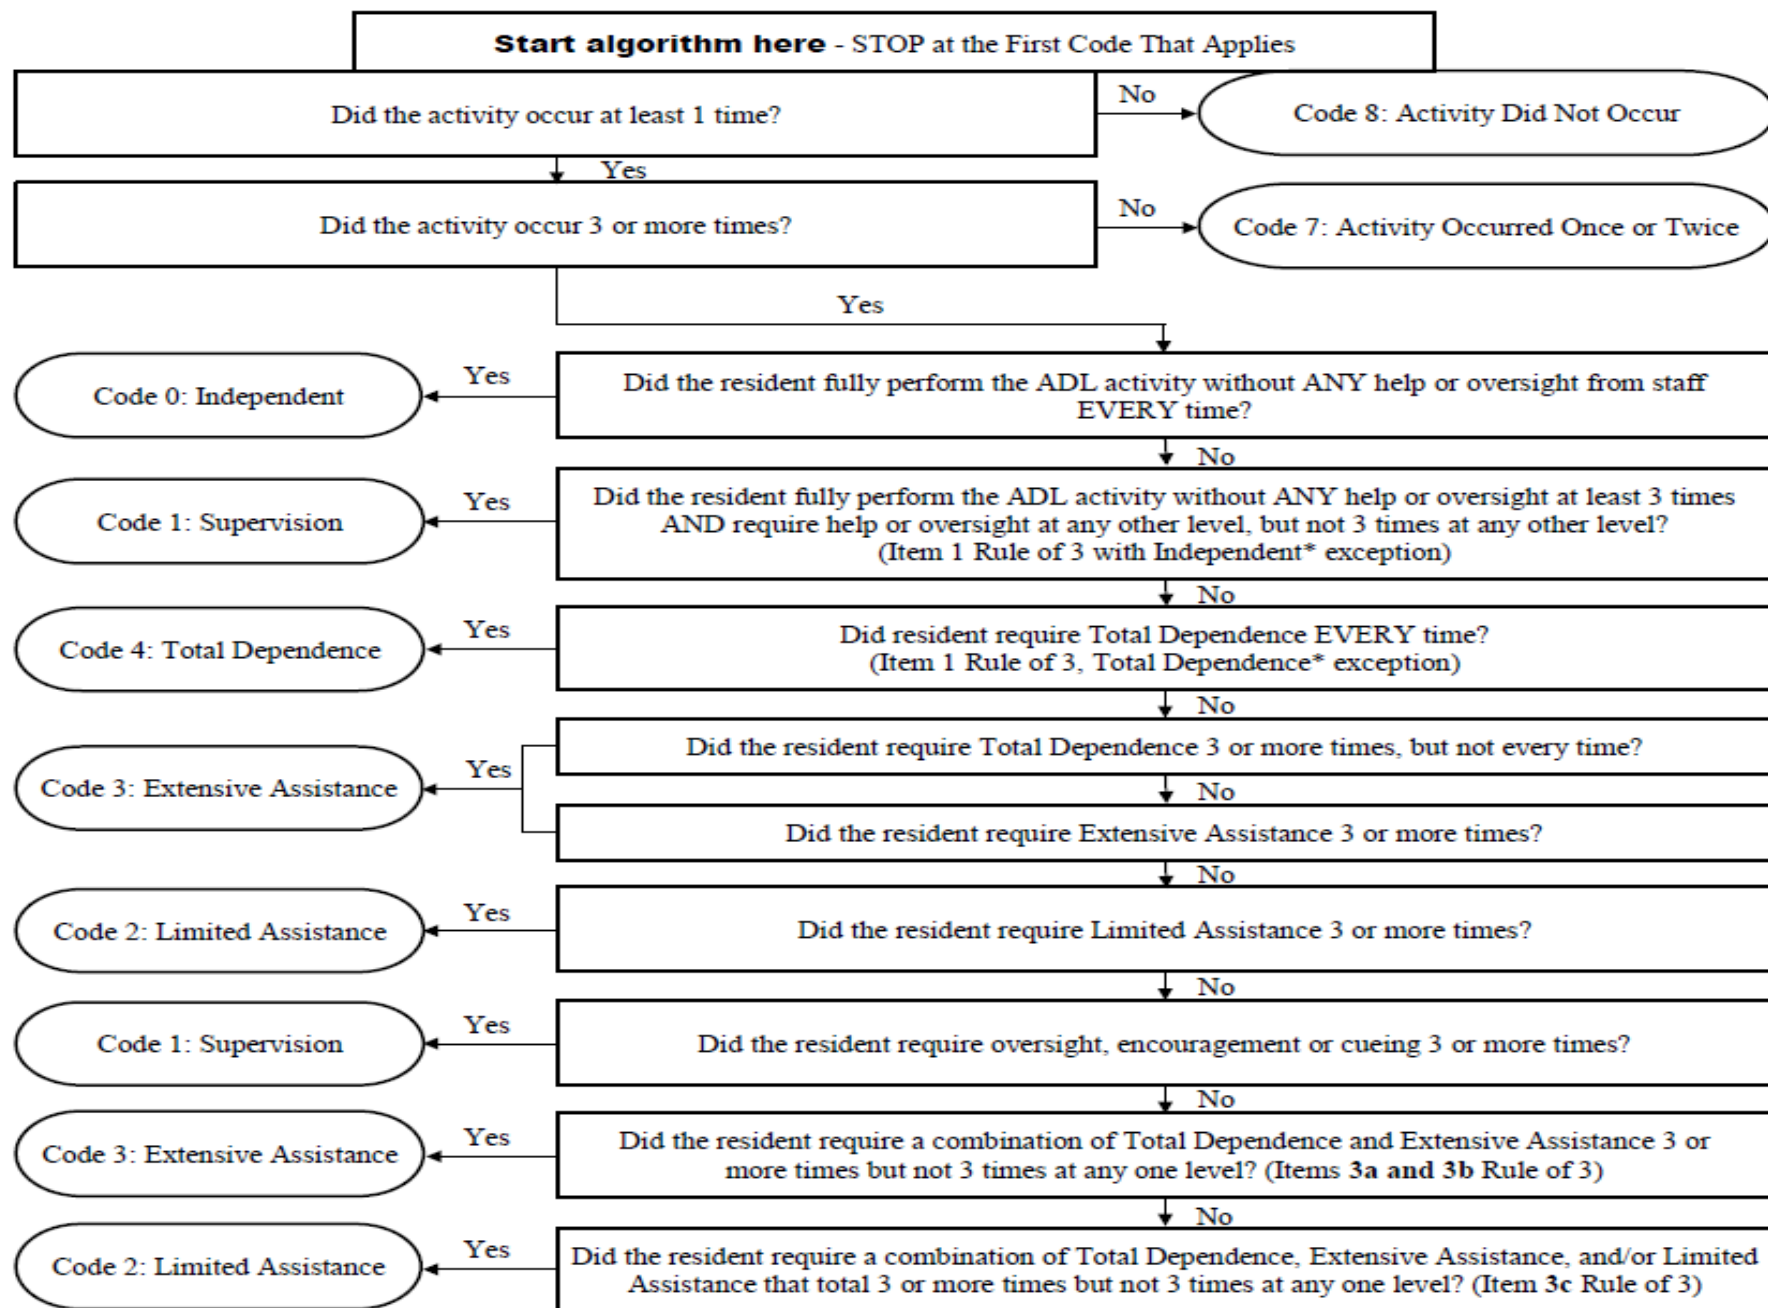 Start algorithm here - STOP at the First Code That Applies
Did the activity occur at least 1 time?
No
Code 8: Activity Did Not Occur
Yes
Did the activity occur 3 or more times?
No
Code 7: Activity Occurred Once or Twice
Yes
Code 0: Independent
Yes
Did the resident fully perform the ADL activity without ANY help or oversight from staff
EVERY time?
No
Code 1: Supervision
Yes
Did the resident fully perform the ADL activity without ANY help or oversight at least 3 times
AND require help or oversight at any other level, but not 3 times at any other level?
(Item 1 Rule of 3 with Independent* exception)
No
Code 4: Total Dependence
Yes
Did resident require Total Dependence EVERY time?
(Item 1 Rule of 3, Total Dependence* exception)
No
Code 3: Extensive Assistance
Yes
Did the resident require Total Dependence 3 or more times, but not every time?
No
Did the resident require Extensive Assistance 3 or more times?
No
Code 2: Limited Assistance
Yes
Did the resident require Limited Assistance 3 or more times?
No
Code 1: Supervision
Yes
Did the resident require oversight, encouragement or cueing 3 or more times?
No
Code 3: Extensive Assistance
Yes
Did the resident require a combination of Total Dependence and Extensive Assistance 3 or
more times but not 3 times at any one level? (Items 3a and 3b Rule of 3)
No
Code 2: Limited Assistance
Yes
Did the resident require a combination of Total Dependence, Extensive Assistance, and/or Limited
Assistance that total 3 or more times but not 3 times at any one level? (Item 3c Rule of 3)